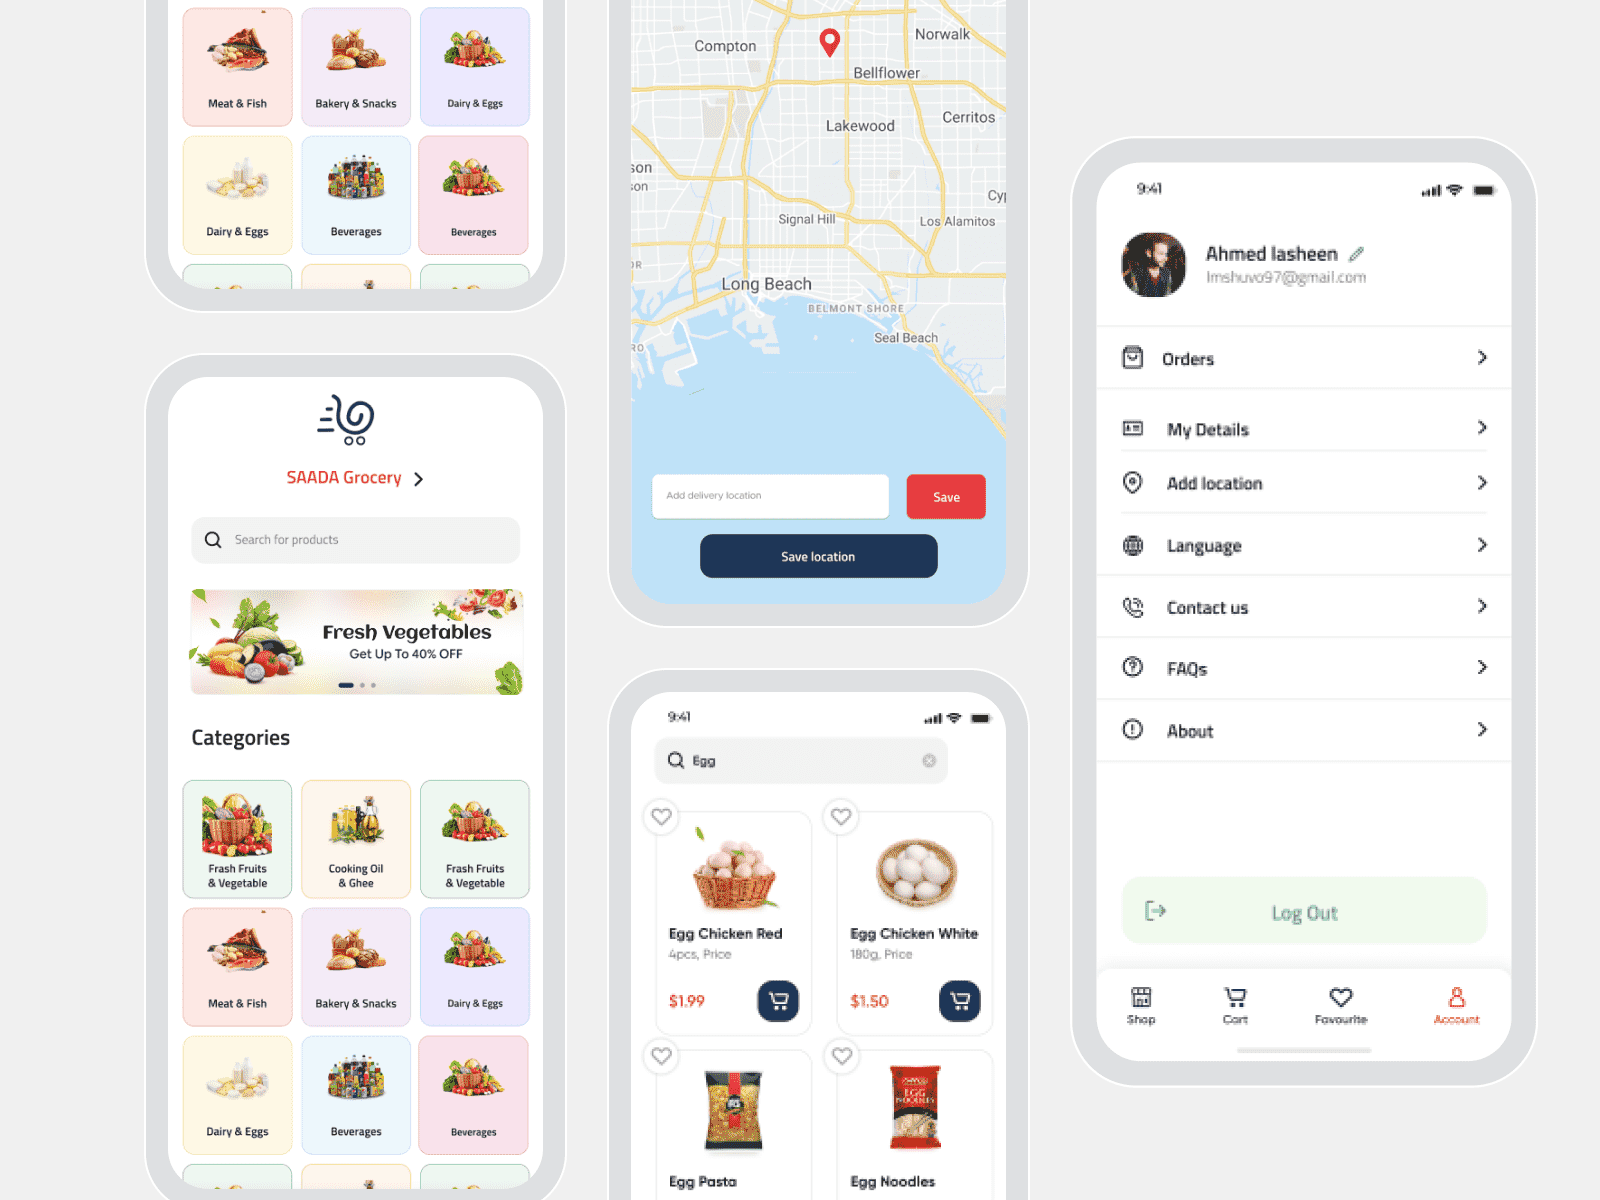 Meat & Fish
Bakery & Snacks
Dairy & Eggs
Dairy & Eggs
Beverages
Beverages
SAADA Grocery
Search for products
Fresh Vegetables
Get Up To 40% OFF
Categories
Frash Fruits
& Vegetable
Cooking Oil
& Ghee
Frash Fruits
& Vegetable
Meat & Fish
Bakery & Snacks
Dairy & Eggs
Dairy & Eggs
Beverages
Beverages
Compton
Norwalk
Bellflower
Lakewood
Cerritos
son
son
Cyp
Signal Hill
Los Alamitos
OR
Long Beach
BELMONT SHORE
Seal Beach
RO
Add delivery location
Save
Save location
9:41
Egg
Egg Chicken Red
4pcs, Price
$1.99
Egg Chicken White
180g, Price
$1.50
EGG
NOODLES
Egg Pasta
Egg Noodles
9:41
Ahmed lasheen
Imshuvo97@gmail.com
Orders
My Details
Add location
Language
Contact us
FAQs
About
Log Out
Shop
Cart
Favourite
Account